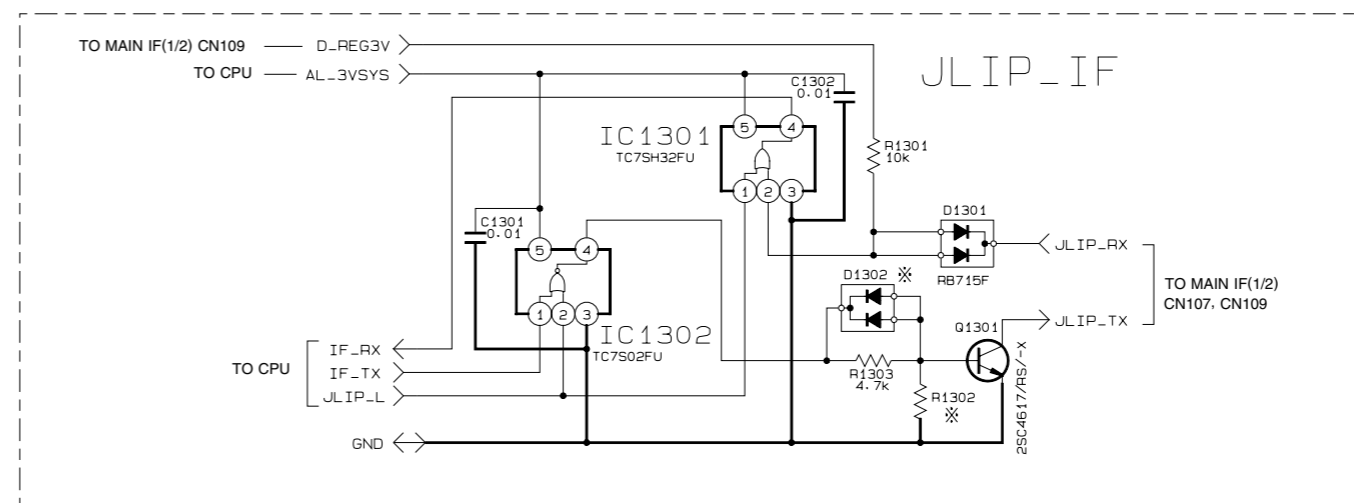 TO MAIN IF(1/2) CN109 D_REG3V
TO CPU AL_3VSYS
JLIP_IF
C1302
0.01
5 4
IC1301
TC7SH32FU
1 2 3
R1301
10k
C1301
0.01
5 4
1 2 3
IC1302
TC7S02FU
D1301
RB715F
JLIP_RX
D1302 ※
TO MAIN IF(1/2)
CN107, CN109
Q1301
JLIP_TX
2SC4617/RS/-X
R1303
4.7k
R1302
※
TO CPU
IF_RX
IF_TX
JLIP_L
GND